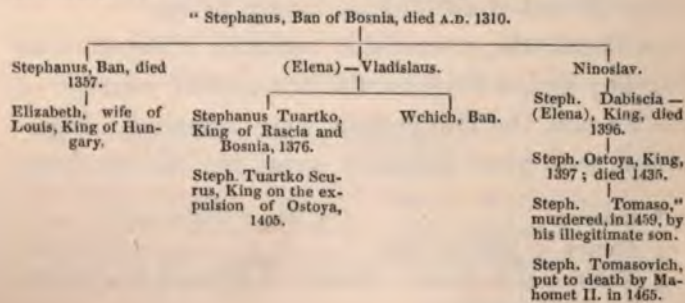 “ Stephanus, Ban of Bosnia, died A.D. 1310.
Stephanus, Ban, died
1357.
Elizabeth, wife of
Louis, King of Hun-
gary.
(Elena)—Vladislaus.
Stephanus Tuartko,
King of Rascia and
Bosnia, 1376.
Steph. Tuartko Scu-
rus, King on the ex-
pulsion of Ostoya,
1405.
Wchich, Ban.
Ninoslav.
Steph. Dabiscia—
(Elena), King, died
1396.
Steph. Ostoya, King,
1397; died 1435.
Steph. Tomaso,“
murdered, in 1459, by
his illegitimate son.
Steph. Tomasovich,
put to death by Ma-
homet II. in 1465.